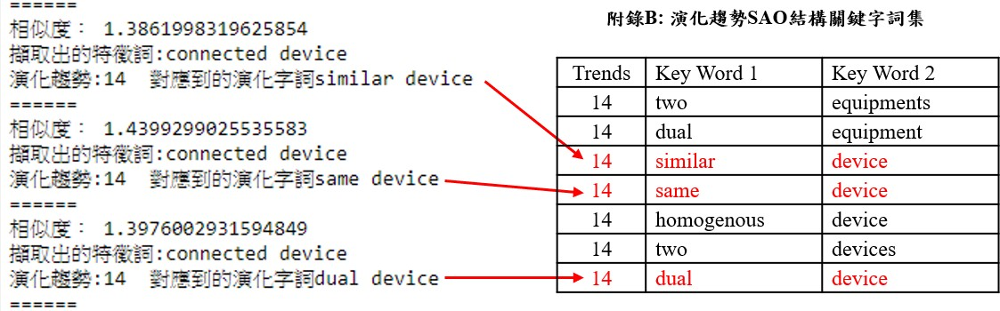 ======
相似度： 1.3861998319625854
擷取出的特徵詞:connected device
演化趨勢:14 對應到的演化字詞similar device
======
相似度： 1.4399299025535583
擷取出的特徵詞:connected device
演化趨勢:14 對應到的演化字詞same device
======
相似度： 1.3976002931594849
擷取出的特徵詞:connected device
演化趨勢:14 對應到的演化字詞dual device
======
附錄B: 演化趨勢SAO結構關鍵字詞集
Trends Key Word 1 Key Word 2
14 two equipments
14 dual equipment
14 similar device
14 same device
14 homogenous device
14 two devices
14 dual device